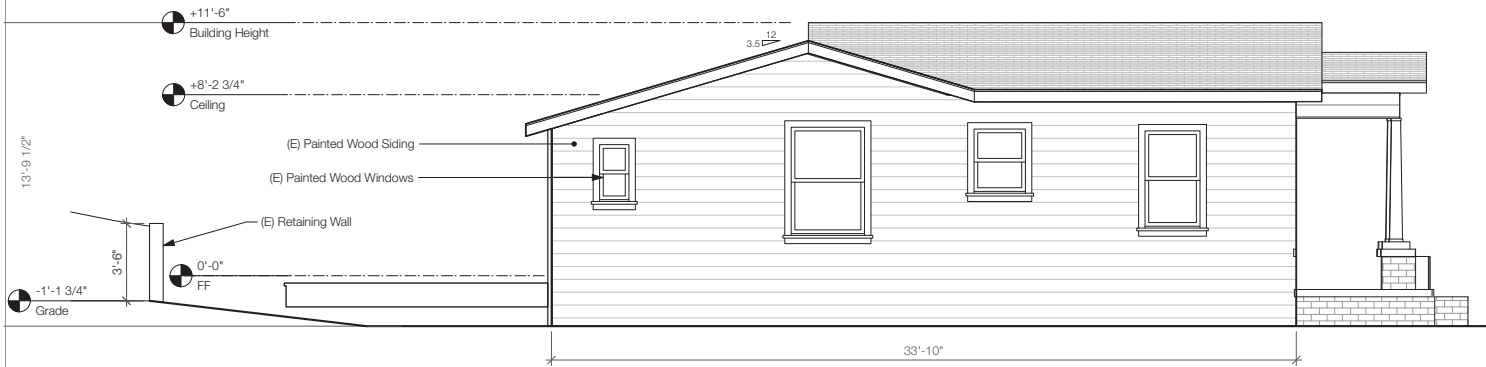 +11'-6"
Building Height
12
3.5
+8'-2 3/4"
Ceiling
(E) Painted Wood Siding
13'-9 1/2"
(E) Painted Wood Windows
(E) Retaining Wall
3'-6"
0'-0"
FF
-1'-1 3/4"
Grade
33'-10"